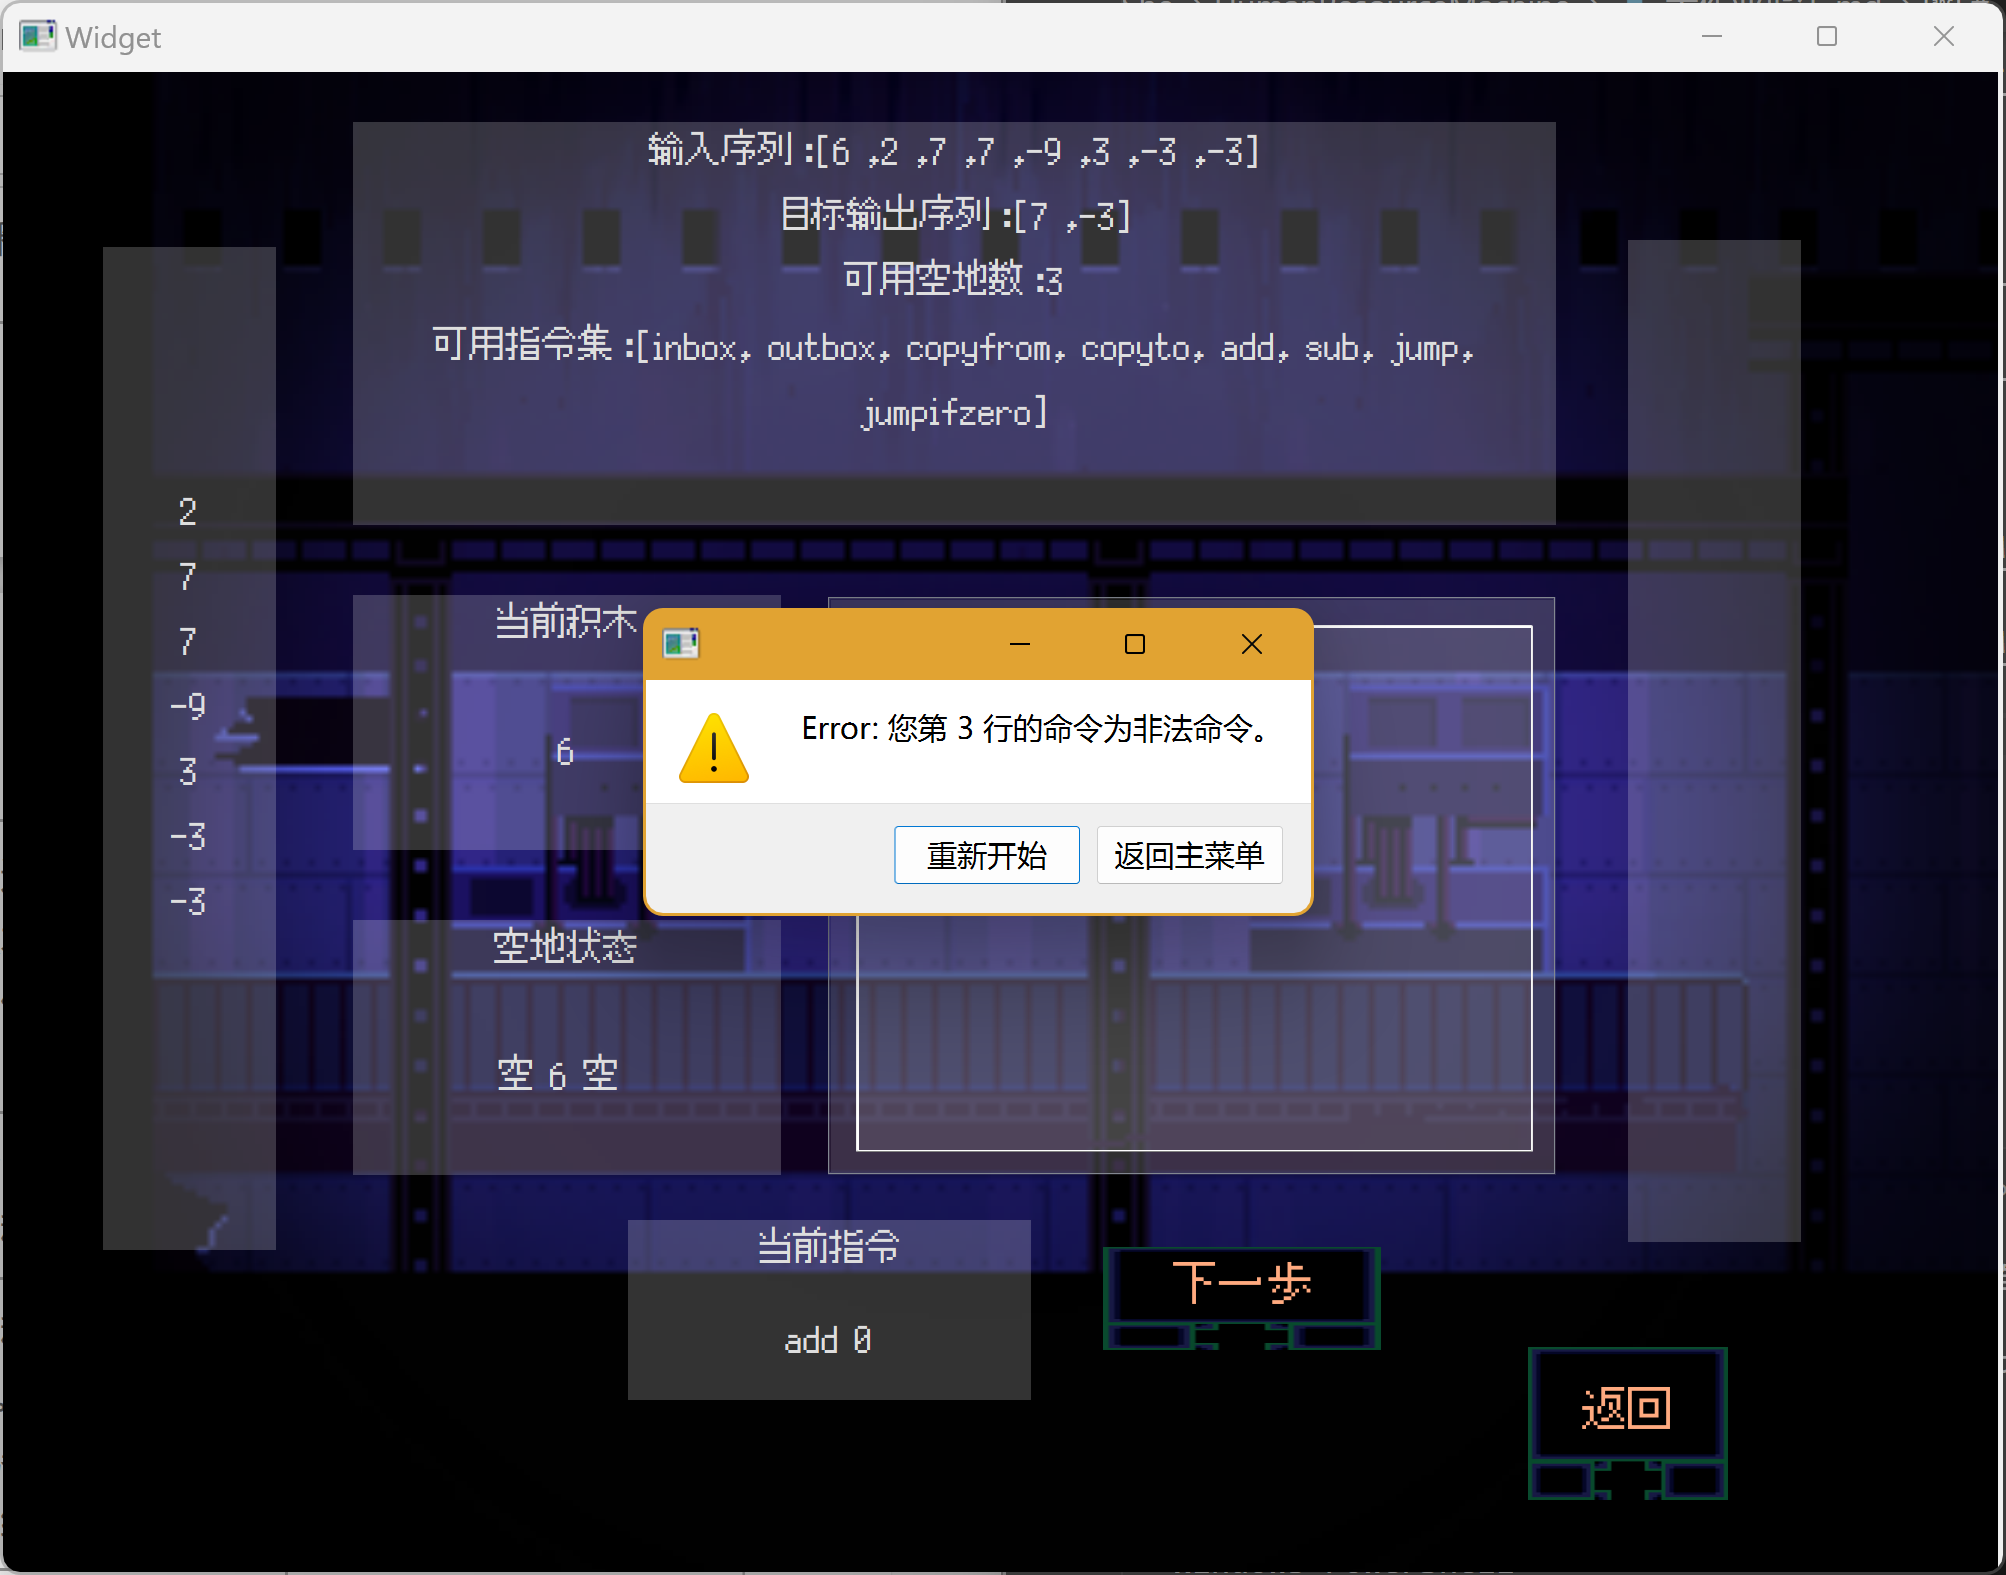 Widget
输入序列:[6 ,2 ,7 ,7 ,-9 ,3 ,-3 ,-3]
目标输出序列:[7 ,-3]
可用空地数:3
可用指令集:[inbox, outbox, copyfrom, copyto, add, sub, jump,
jumpifzero]
2
7
7
-9
3
-3
-3
当前积木
6
Error: 您第 3 行的命令为非法命令。
重新开始
返回主菜单
空地状态
空 6 空
当前指令
add 0
下一步
返回